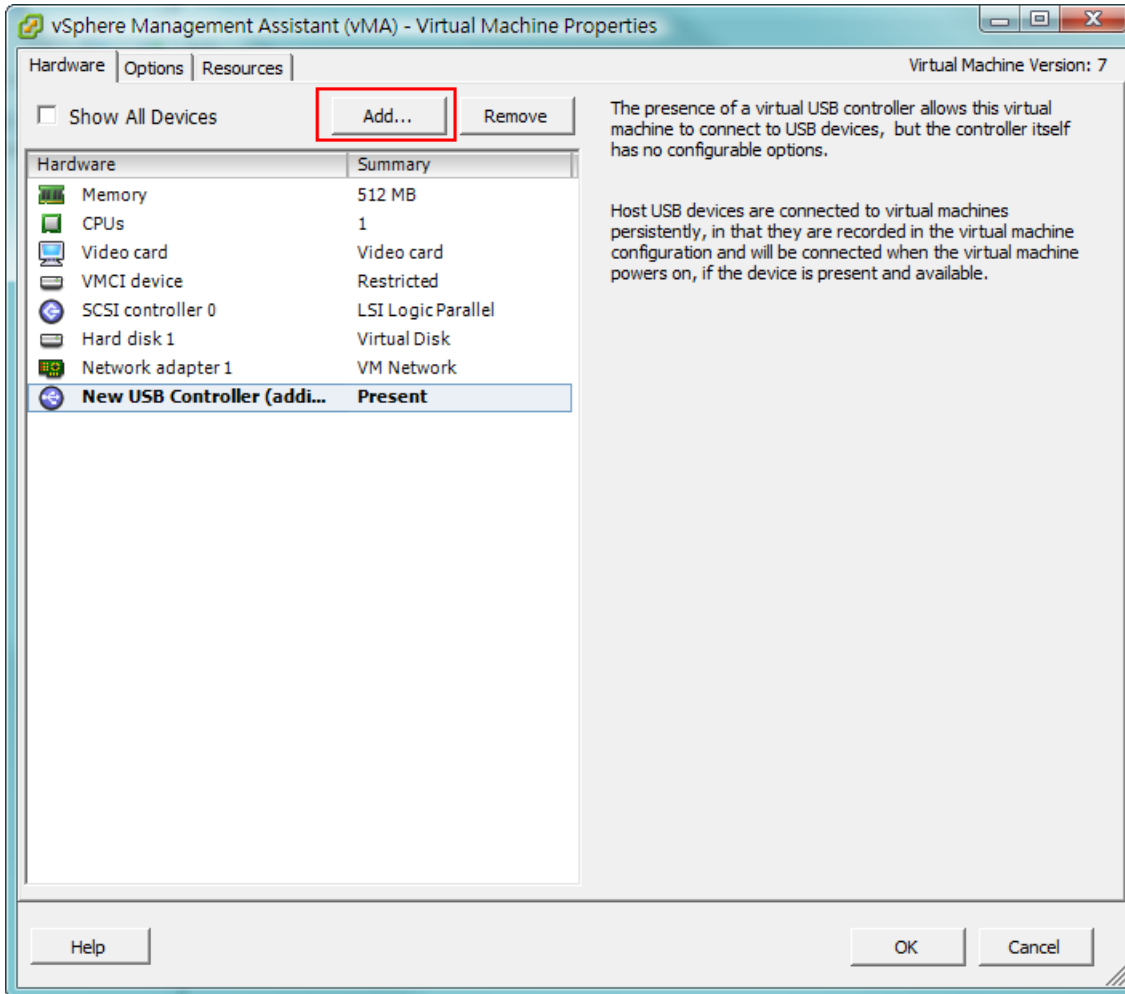 vSphere Management Assistant (vMA) - Virtual Machine Properties
Hardware Options Resources Virtual Machine Version: 7
Show All Devices Add... Remove
Hardware Summary
Memory 512 MB
CPUs 1
Video card Video card
VMCI device Restricted
SCSI controller 0 LSI Logic Parallel
Hard disk 1 Virtual Disk
Network adapter 1 VM Network
New USB Controller (addi... Present
The presence of a virtual USB controller allows this virtual
machine to connect to USB devices, but the controller itself
has no configurable options.
Host USB devices are connected to virtual machines
persistently, in that they are recorded in the virtual machine
configuration and will be connected when the virtual machine
powers on, if the device is present and available.
Help OK Cancel